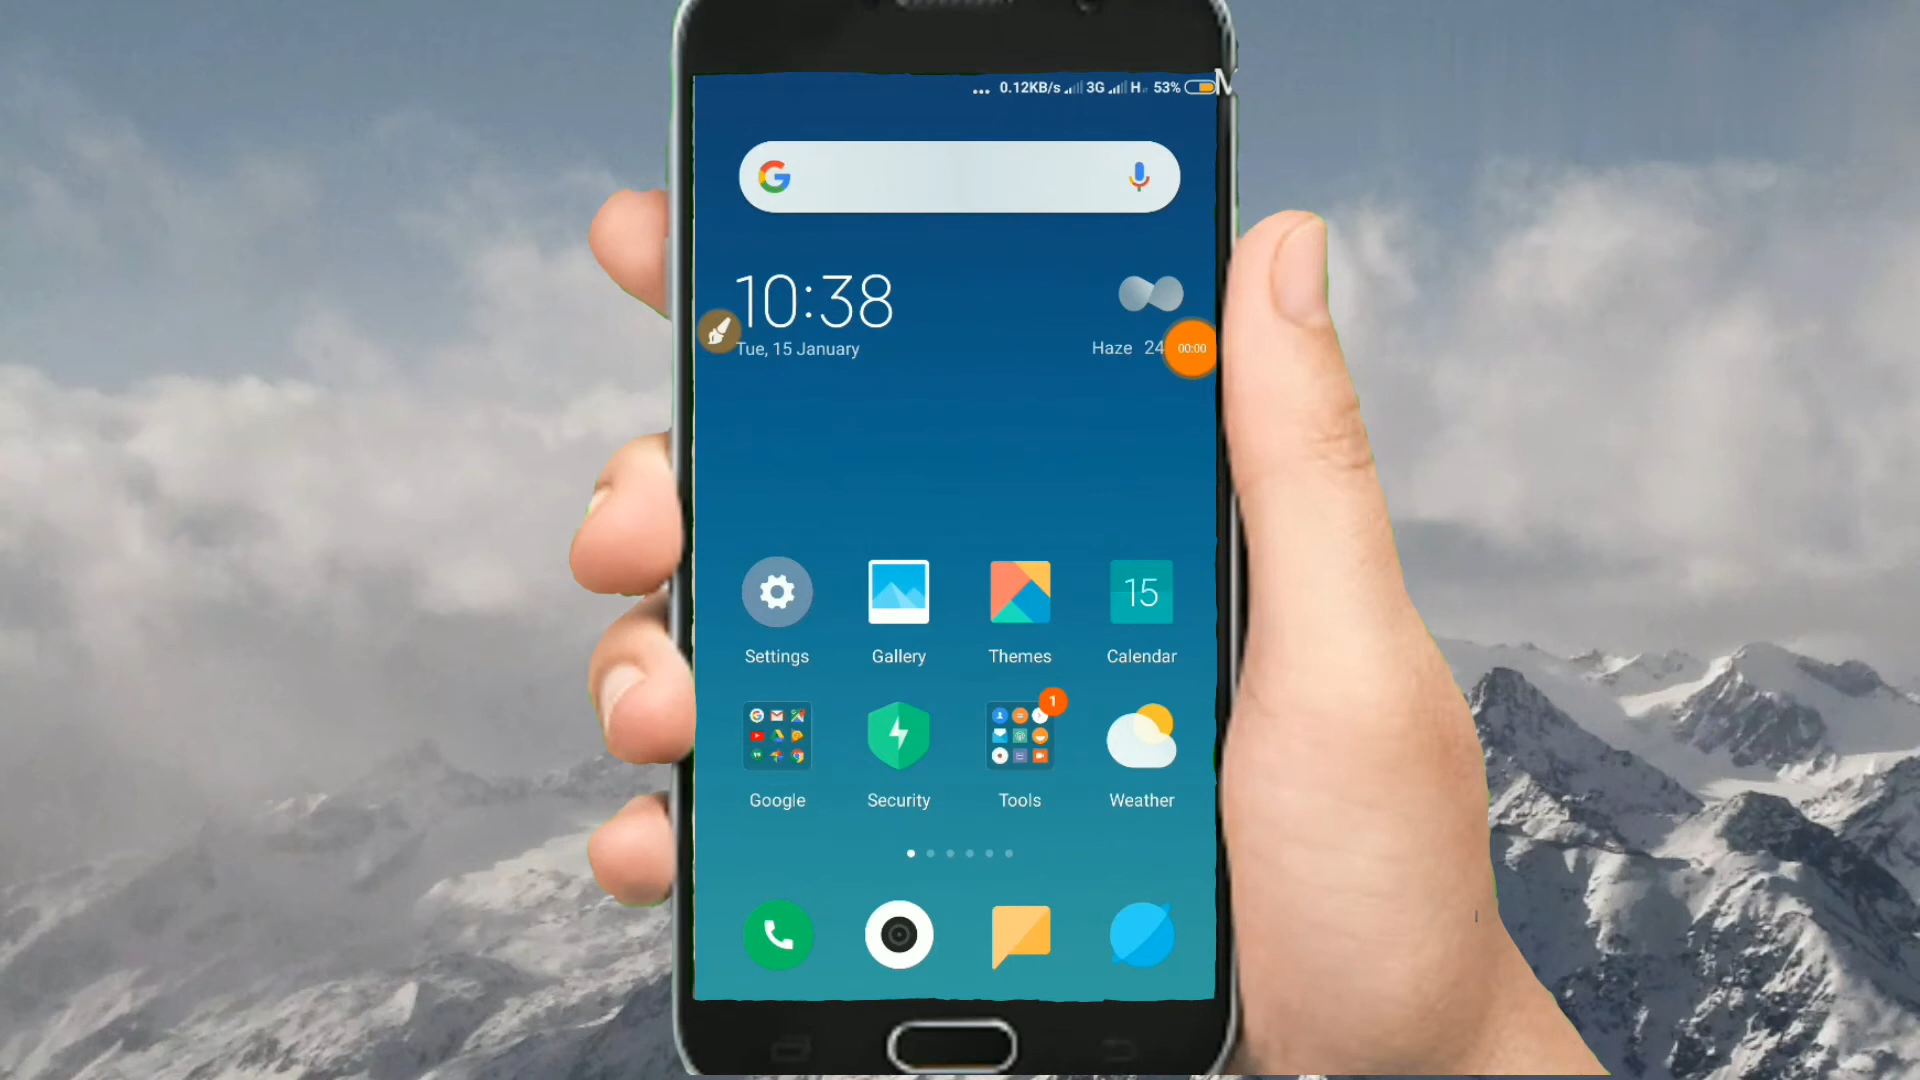 ... 0.12KB/s 3G H 53% M
10:38
Tue, 15 January
Haze 24
00:00
15
Settings Gallery Themes Calendar
1
Google Security Tools Weather